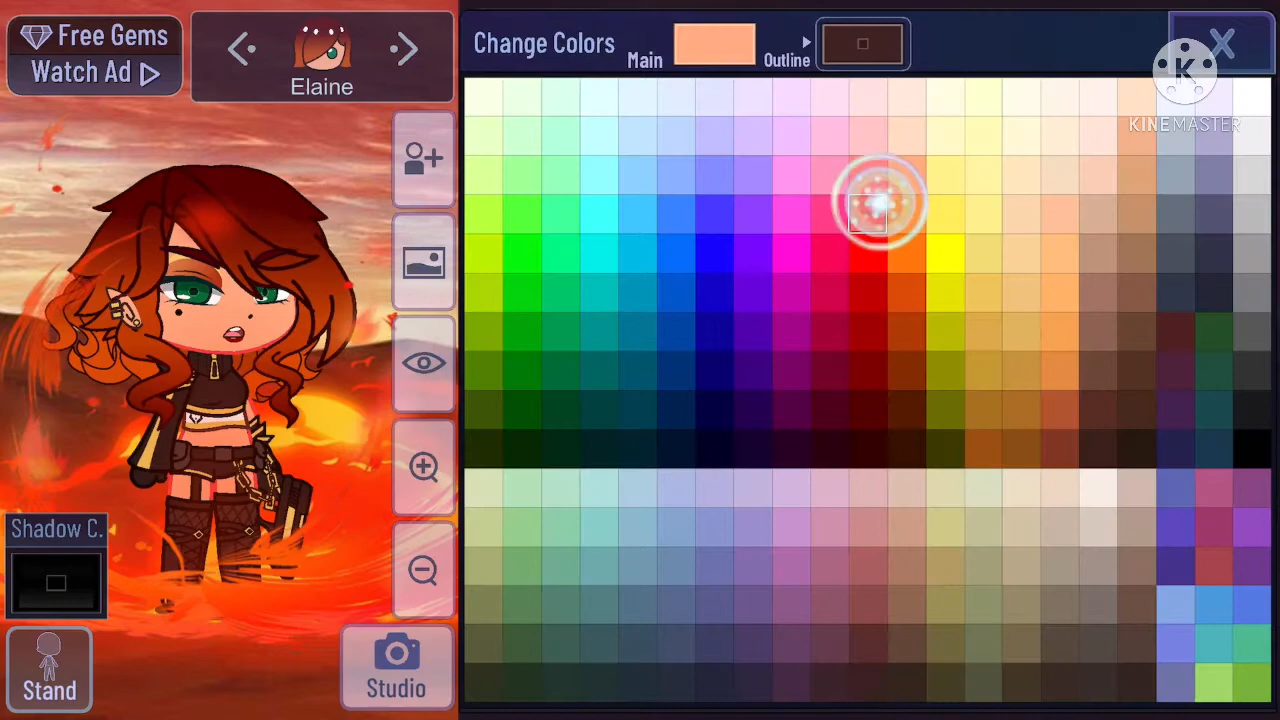 Free Gems
Watch Ad
Elaine
Change Colors
Main
Outline
K
KINEMASTER
Shadow C.
Stand
Studio